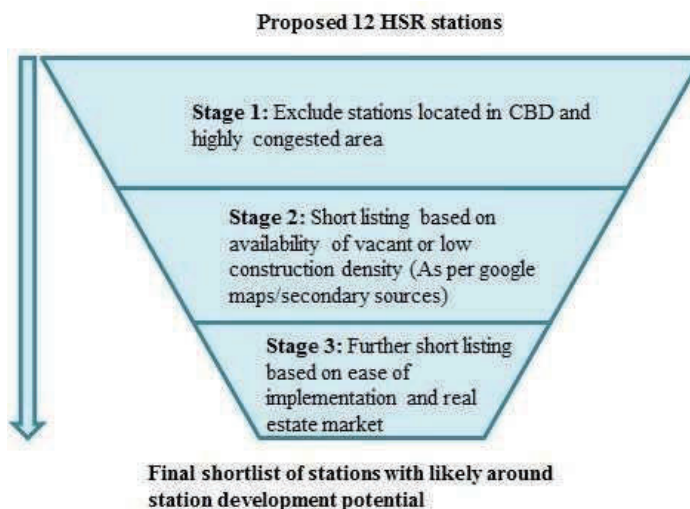 Proposed 12 HSR stations
Stage 1: Exclude stations located in CBD and
highly congested area
Stage 2: Short listing based on
availability of vacant or low
construction density (As per google
maps/secondary sources)
Stage 3: Further short listing
based on ease of
implementation and real
estate market
Final shortlist of stations with likely around
station development potential